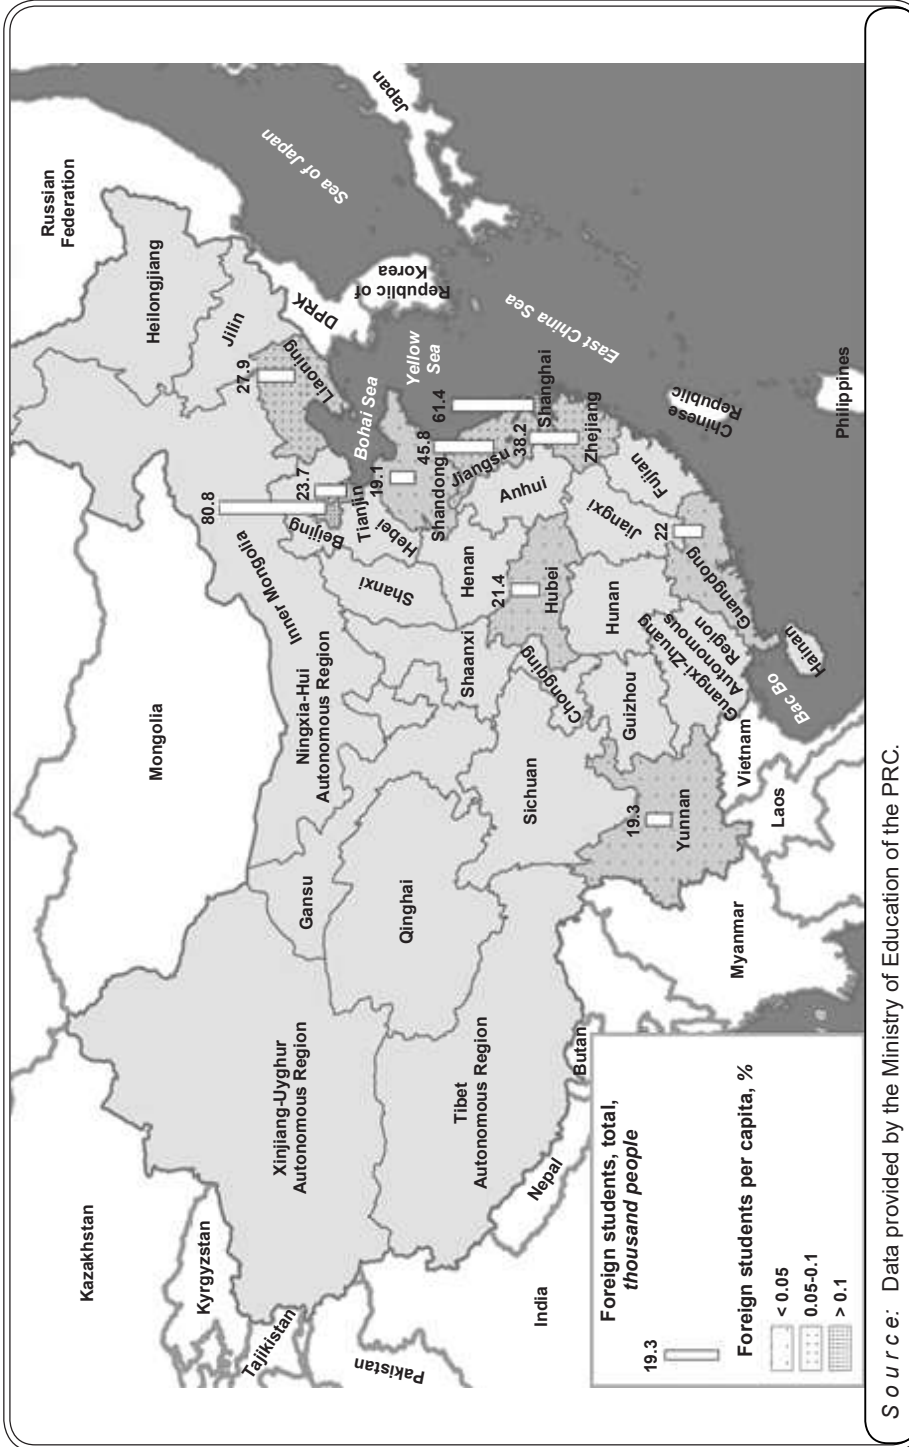 Kazakhstan
Kyrgyzstan
Tajikistan
Pakistan
India
Nepal
Butan
Myanmar
Laos
Vietnam
Mongolia
Russian
Federation
DPRK
Republic of
Korea
Japan
Sea of Japan
Bohai Sea
Yellow
Sea
East China Sea
Chinese
Republic
Philippines
Bac Bo
Hainan
Xinjiang-Uyghur
Autonomous Region
Tibet
Autonomous Region
Qinghai
Gansu
Ningxia-Hui
Autonomous Region
Inner Mongolia
Heilongjiang
Jilin
Liaoning
27.9
80.8
Beijing
23.7
Tianjin
Hebei
19.1
Shandong
Shanxi
Shaanxi
Henan
45.8
Jiangsu
61.4
Shanghai
38.2
Zhejiang
Anhui
21.4
Hubei
Chongqing
Sichuan
Guizhou
Hunan
Jiangxi
Fujian
22
Guangdong
Guangxi-Zhuang
Autonomous
Region
19.3
Yunnan
Foreign students, total,
thousand people
19.3
Foreign students per capita, %
< 0.05
0.05-0.1
> 0.1
Source: Data provided by the Ministry of Education of the PRC.